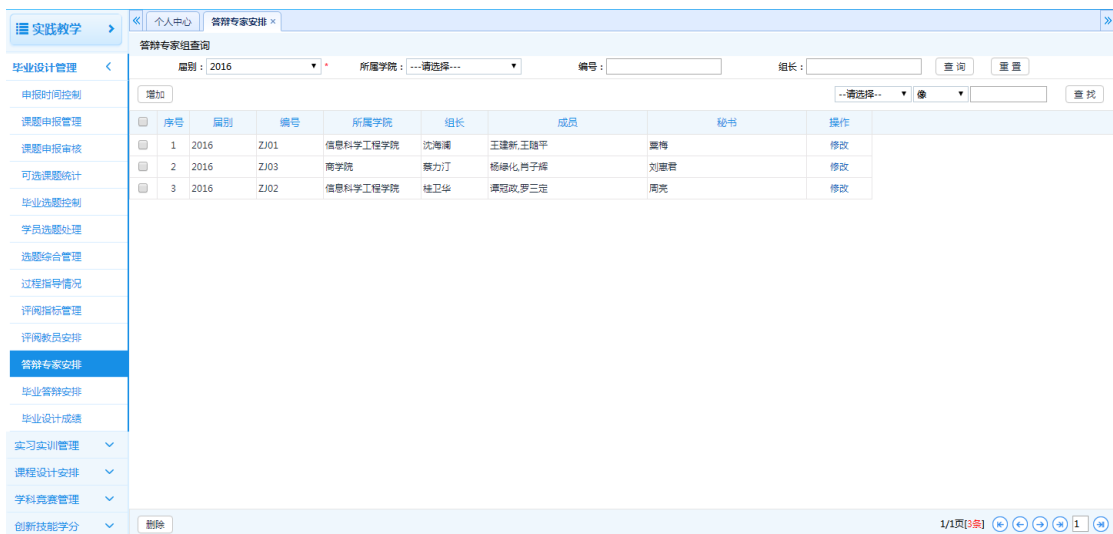 实践教学
个人中心 答辩专家安排 ×
答辩专家组查询
毕业设计管理
届别：2016 * 所属学院：---请选择--- 编号： 组长： 查 询 重 置
申报时间控制
增加 --请选择-- 像 查 找
课题申报管理
序号 届别 编号 所属学院 组长 成员 秘书 操作
课题申报审核
1 2016 ZJ01 信息科学工程学院 沈海澜 王建新,王随平 覃梅 修改
可选课题统计
2 2016 ZJ03 商学院 蔡力汀 杨绿化,肖子辉 刘惠君 修改
毕业选题控制
3 2016 ZJ02 信息科学工程学院 桂卫华 谭冠政,罗三定 周亮 修改
学员选题处理
选题综合管理
过程指导情况
评阅指标管理
评阅教员安排
答辩专家安排
毕业答辩安排
毕业设计成绩
实习实训管理
课程设计安排
学科竞赛管理
创新技能学分
删除 1/1页[3条] 1